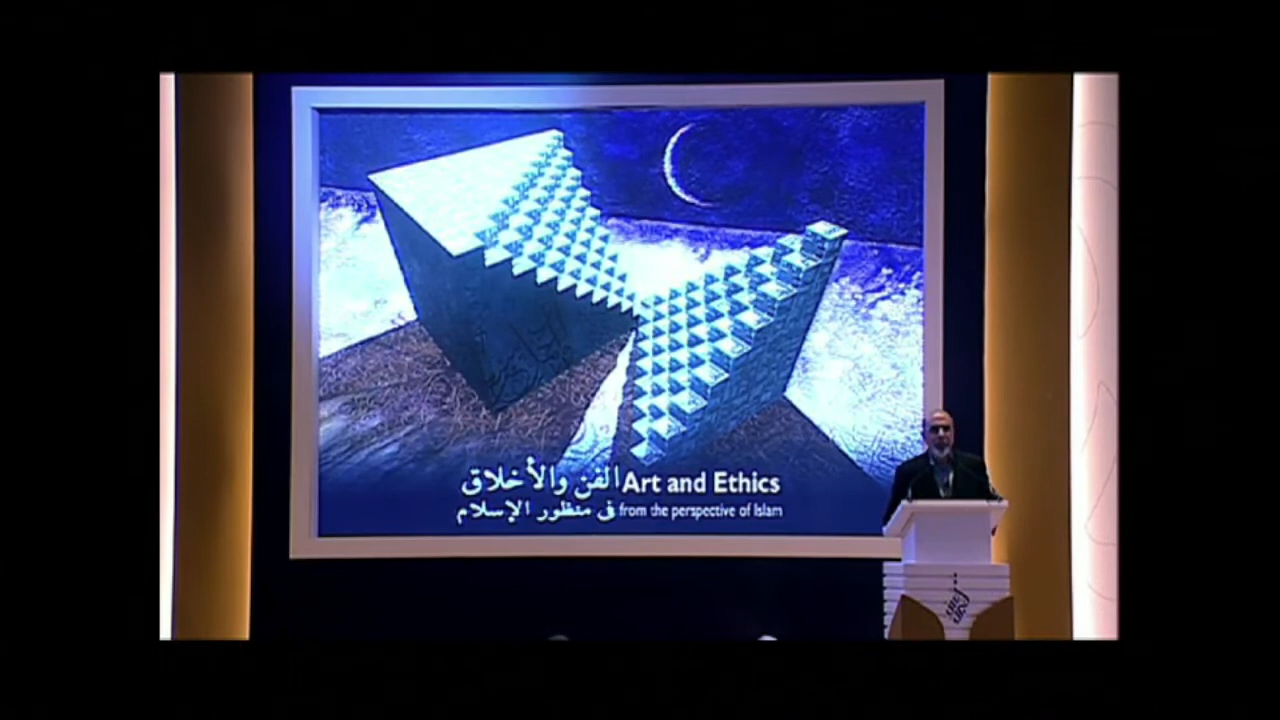 الفن والأخلاق Art and Ethics
في منظور الإسلام from the perspective of Islam